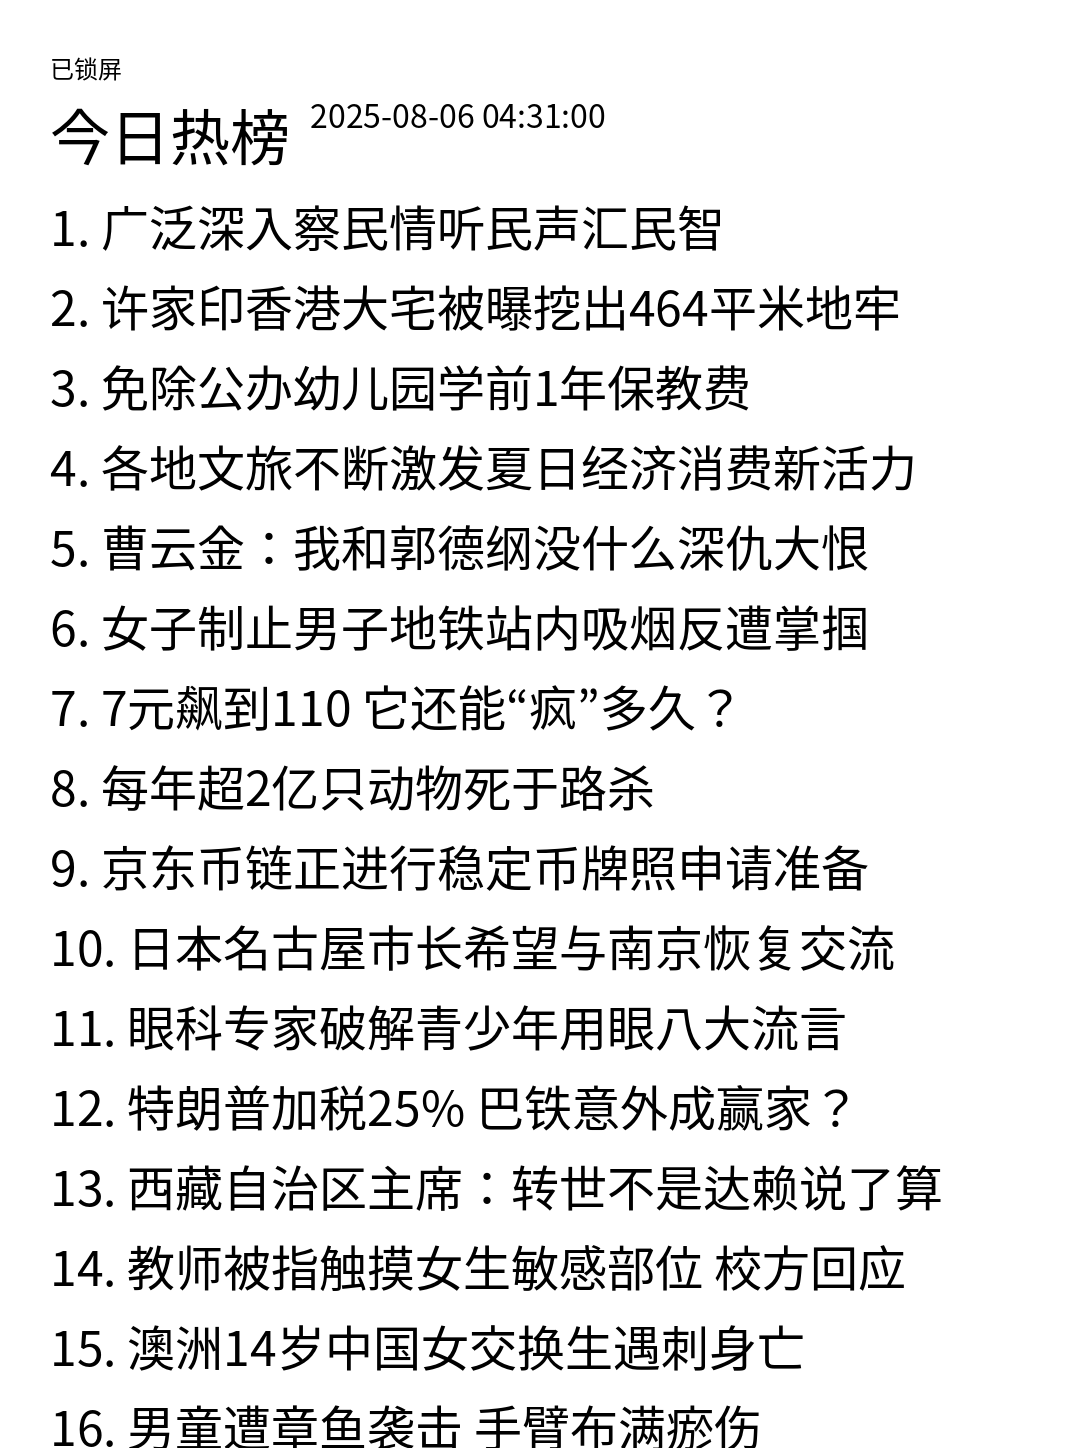 已锁屏
今日热榜 2025-08-06 04:31:00
1. 广泛深入察民情听民声汇民智
2. 许家印香港大宅被曝挖出464平米地牢
3. 免除公办幼儿园学前1年保教费
4. 各地文旅不断激发夏日经济消费新活力
5. 曹云金：我和郭德纲没什么深仇大恨
6. 女子制止男子地铁站内吸烟反遭掌掴
7. 7元飙到110 它还能“疯”多久？
8. 每年超2亿只动物死于路杀
9. 京东币链正进行稳定币牌照申请准备
10. 日本名古屋市长希望与南京恢复交流
11. 眼科专家破解青少年用眼八大流言
12. 特朗普加税25% 巴铁意外成赢家？
13. 西藏自治区主席：转世不是达赖说了算
14. 教师被指触摸女生敏感部位 校方回应
15. 澳洲14岁中国女交换生遇刺身亡
16. 男童遭章鱼袭击 手臂布满瘀伤